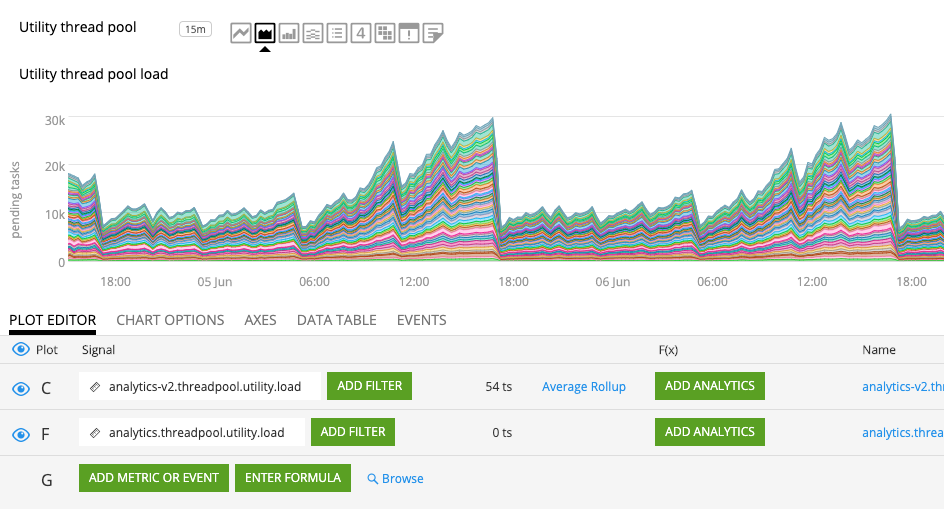 Utility thread pool 15m 4
Utility thread pool load
30k
20k
10k
0
pending tasks
18:00 05 Jun 06:00 12:00 18:00 06 Jun 06:00 12:00 18:00
PLOT EDITOR CHART OPTIONS AXES DATA TABLE EVENTS
Plot Signal F(x) Name
C analytics-v2.threadpool.utility.load ADD FILTER 54 ts Average Rollup ADD ANALYTICS analytics-v2.thr
F analytics.threadpool.utility.load ADD FILTER 0 ts ADD ANALYTICS analytics.threa
G ADD METRIC OR EVENT ENTER FORMULA Browse